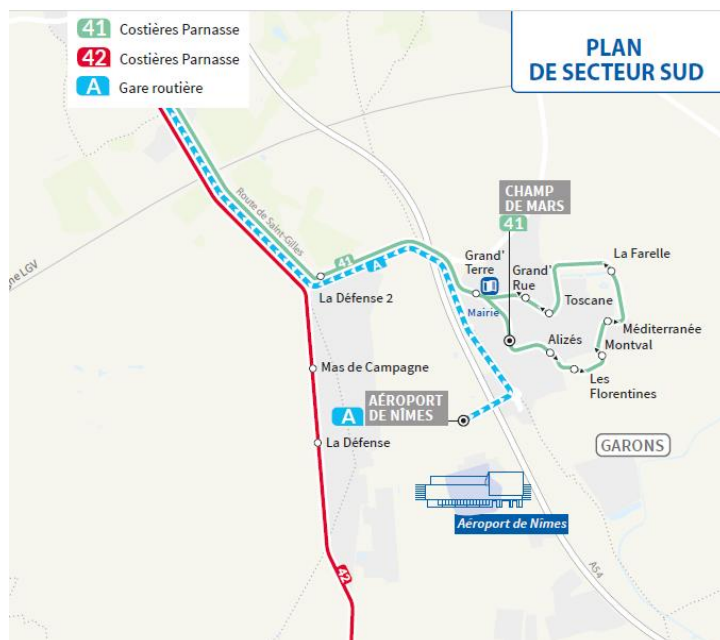 41 Costières Parnasse
42 Costières Parnasse
A Gare routière
PLAN
DE SECTEUR SUD
Route de Saint-Gilles
gne LGV
41
A
La Défense 2
CHAMP
DE MARS
41
Grand'
Terre
Mairie
Grand'
Rue
La Farelle
Toscane
Méditerranée
Alizés
Montval
Les
Florentines
Mas de Campagne
A
AÉROPORT
DE NÎMES
La Défense
GARONS
Aéroport de Nîmes
A54
42